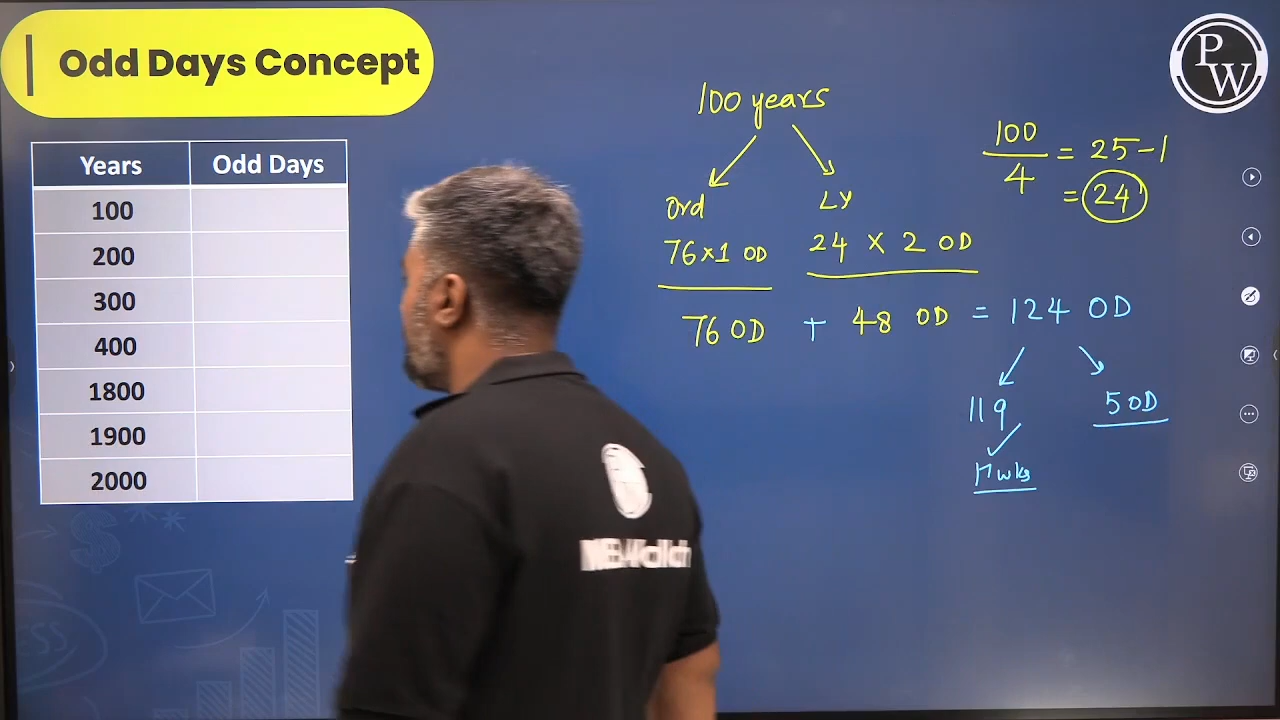 Odd Days Concept
PW
Years Odd Days
100
200
300
400
1800
1900
2000
100 years
Ord LY
76×1 OD 24 × 2 OD
76 OD + 48 OD = 124 OD
119 5 OD
17 wks
100/4 = 25-1
= 24